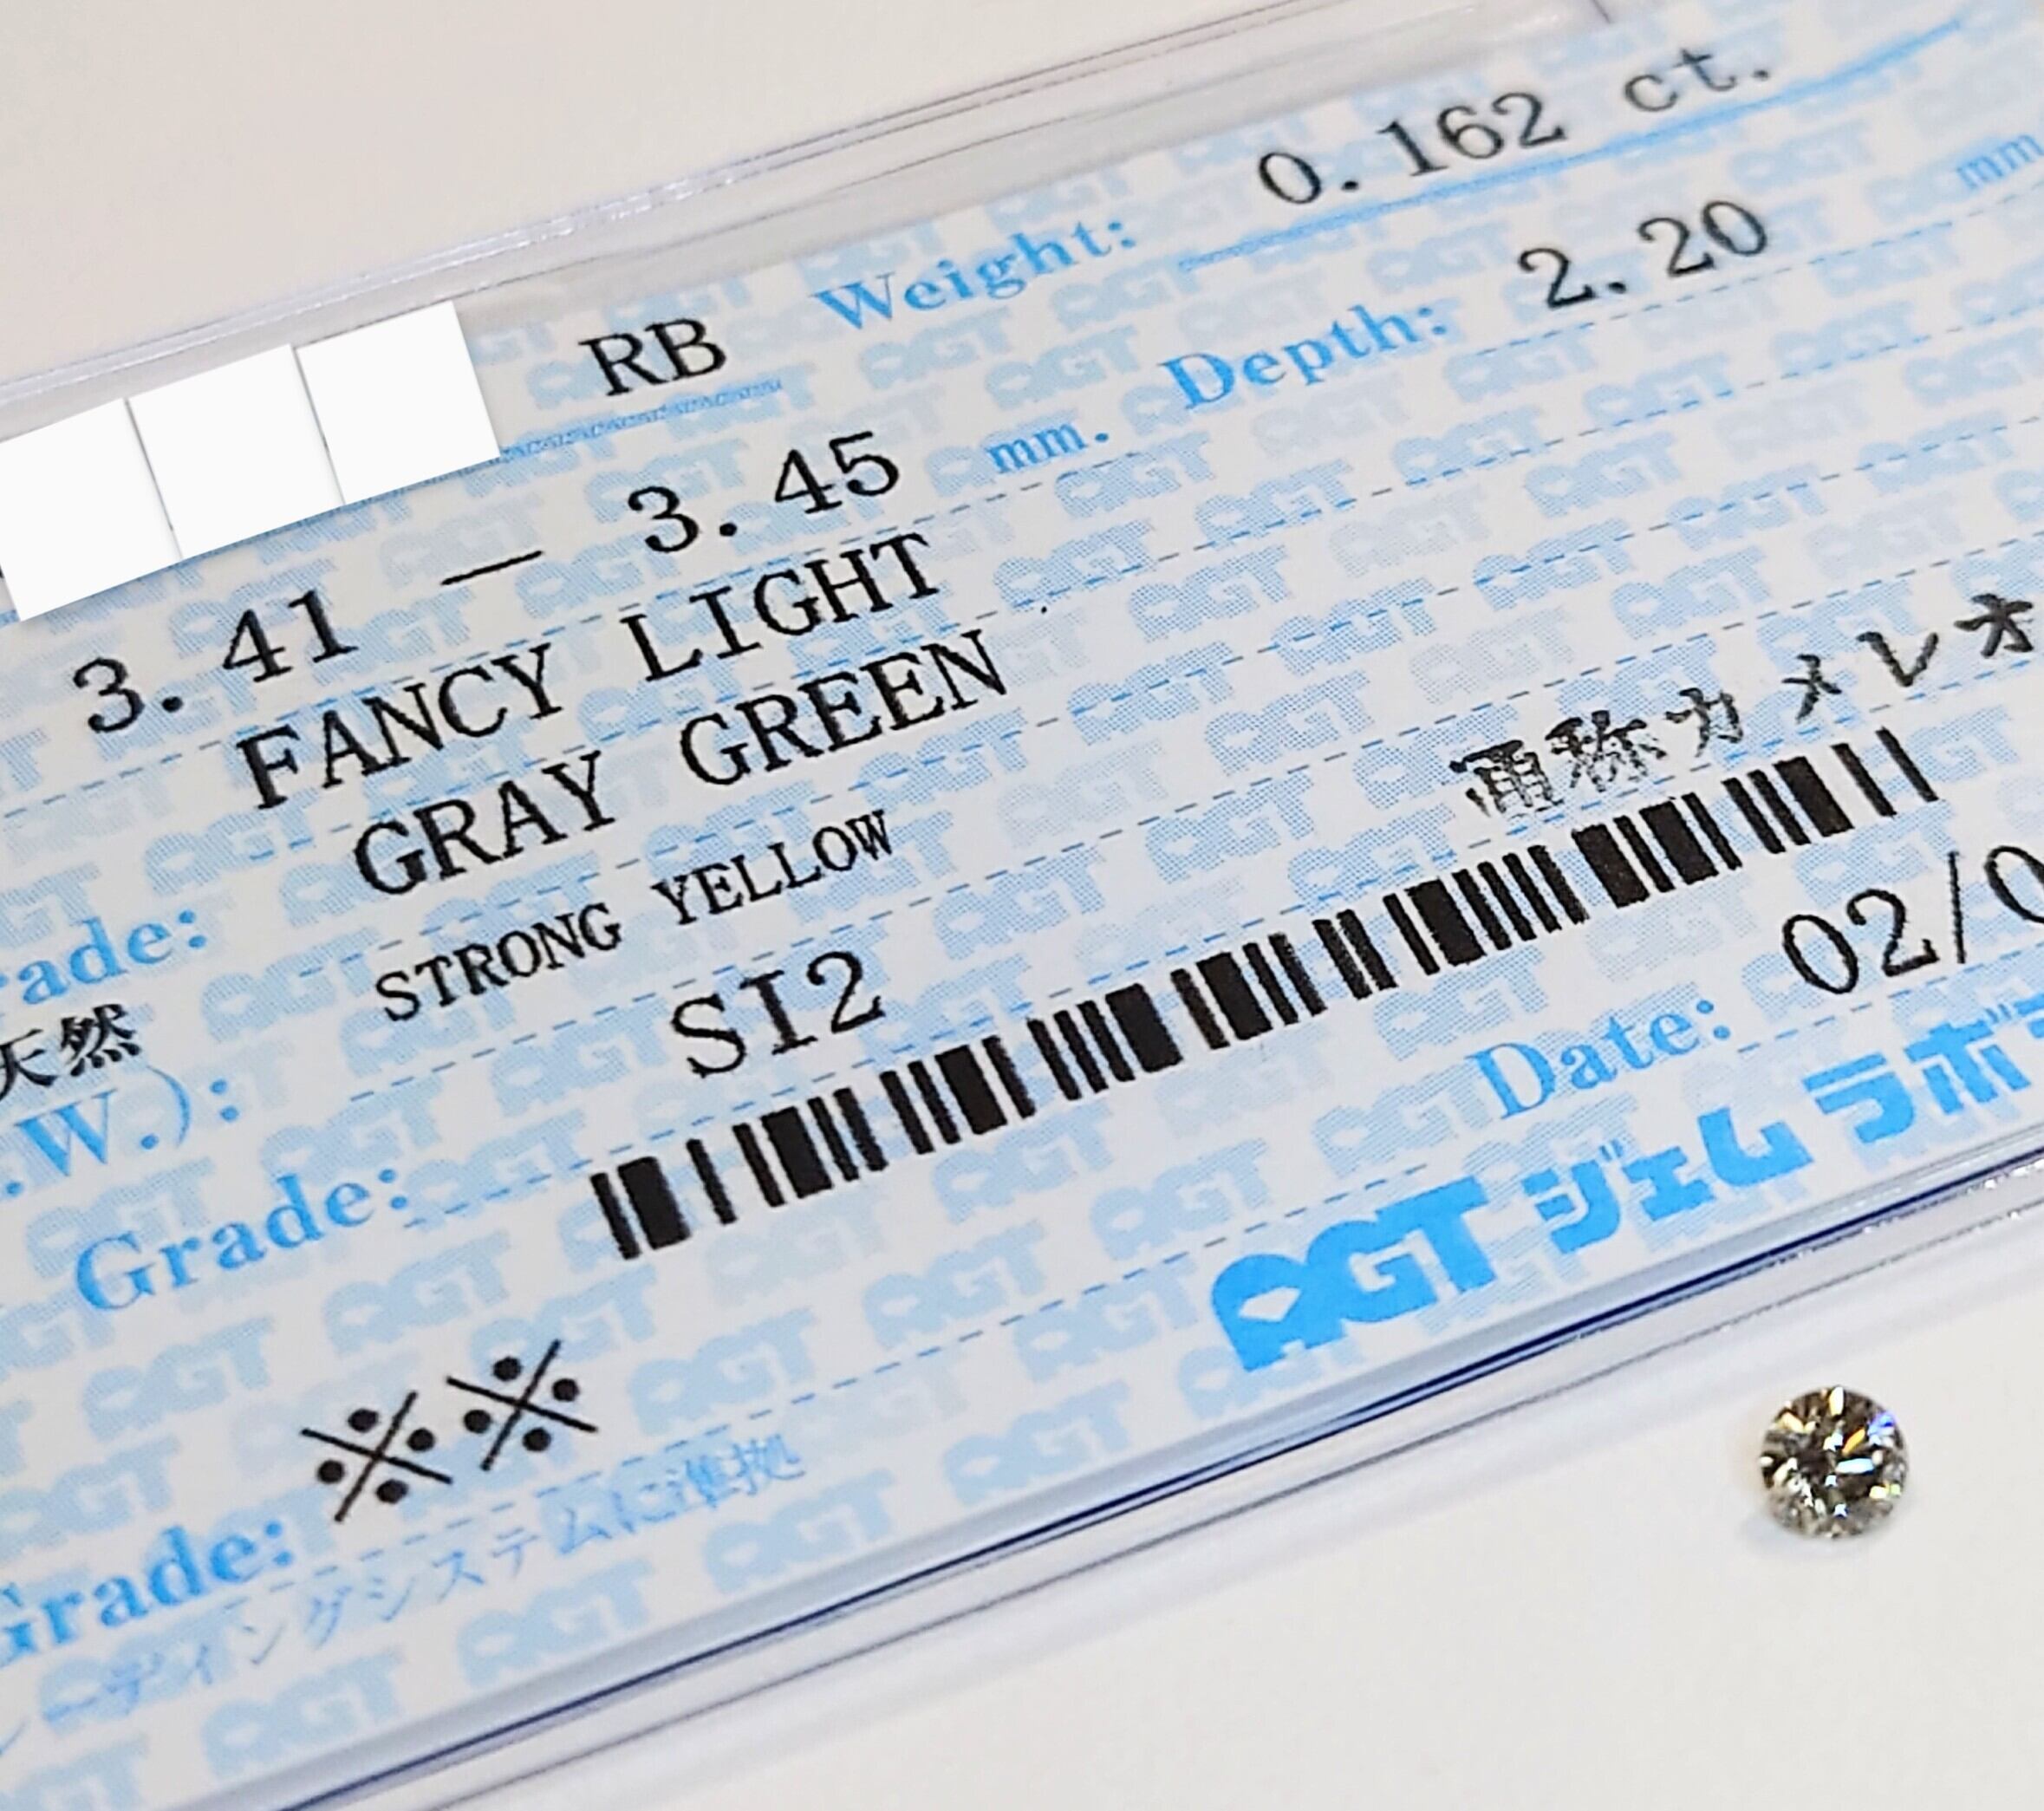 RB Weight: 0.162 ct.
3.41 — 3.45 mm. Depth: 2.20 mm
FANCY LIGHT
rade: GRAY GREEN
天然 STRONG YELLOW 通称カメレオ
.W.):
Grade: SI2
Date: 02/0
Grade: ※※
AGT ジェム ラボ
ーディングシステムに準拠